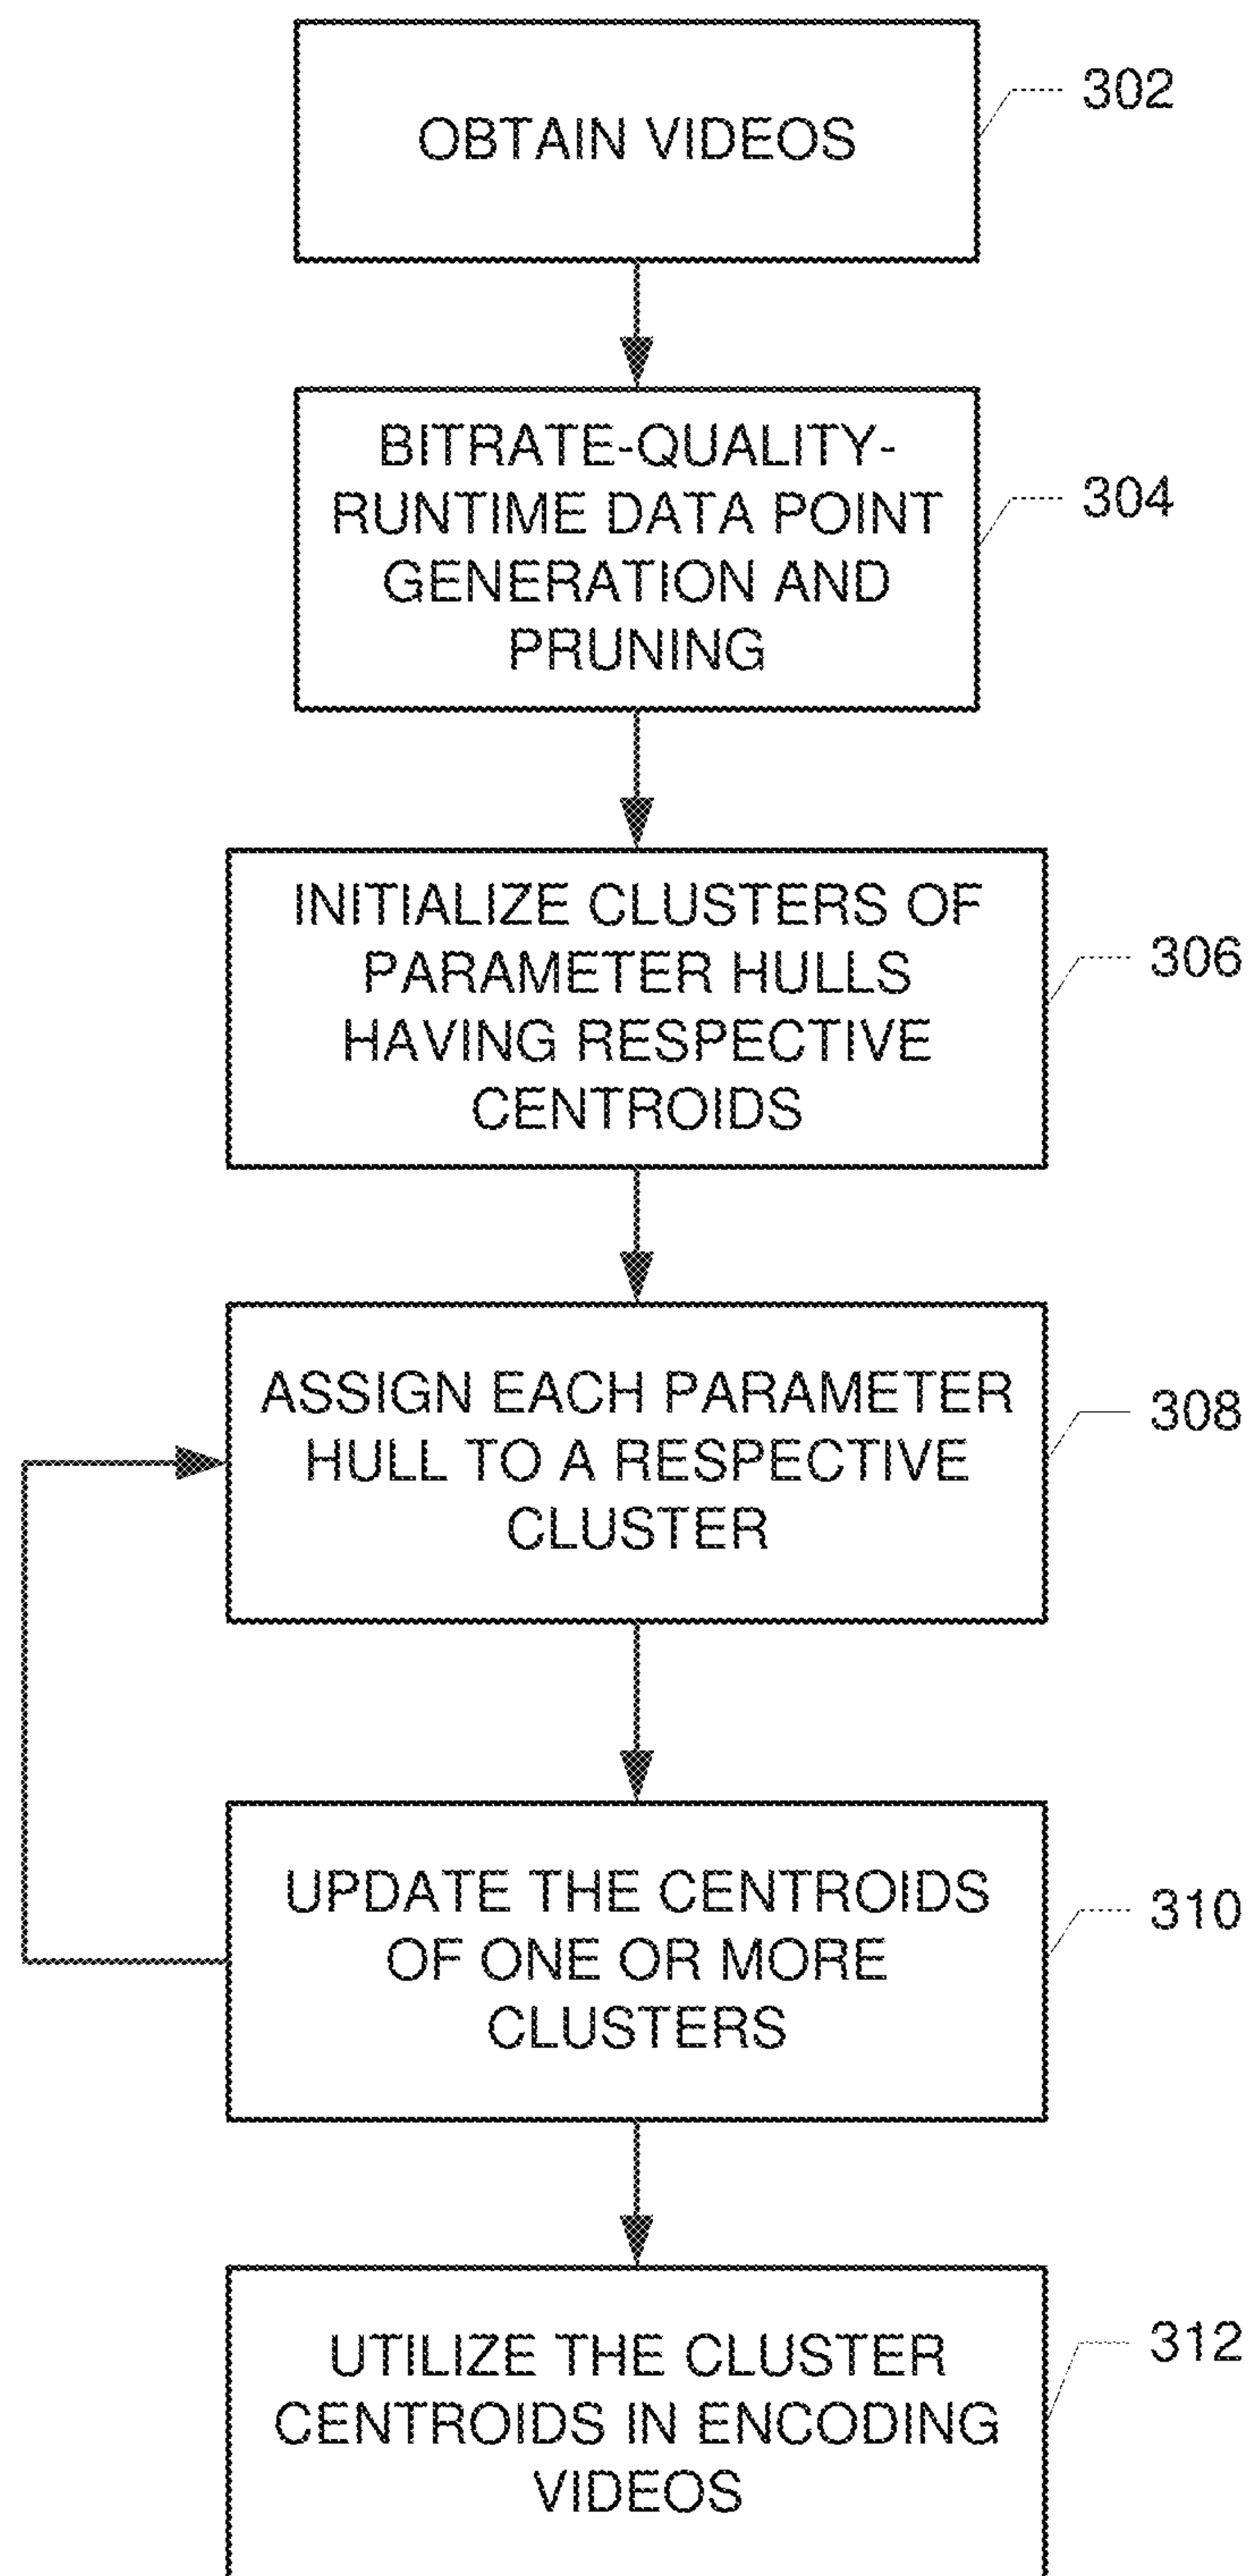 OBTAIN VIDEOS
302
BITRATE-QUALITY-
RUNTIME DATA POINT
GENERATION AND
PRUNING
304
INITIALIZE CLUSTERS OF
PARAMETER HULLS
HAVING RESPECTIVE
CENTROIDS
306
ASSIGN EACH PARAMETER
HULL TO A RESPECTIVE
CLUSTER
308
UPDATE THE CENTROIDS
OF ONE OR MORE
CLUSTERS
310
UTILIZE THE CLUSTER
CENTROIDS IN ENCODING
VIDEOS
312